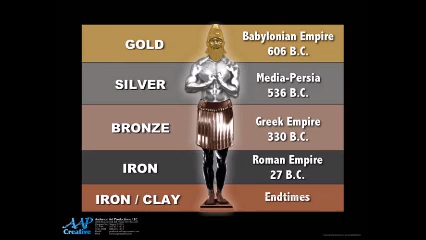 GOLD
Babylonian Empire
606 B.C.
SILVER
Media-Persia
536 B.C.
BRONZE
Greek Empire
330 B.C.
IRON
Roman Empire
27 B.C.
IRON / CLAY
Endtimes
AAP
Creative